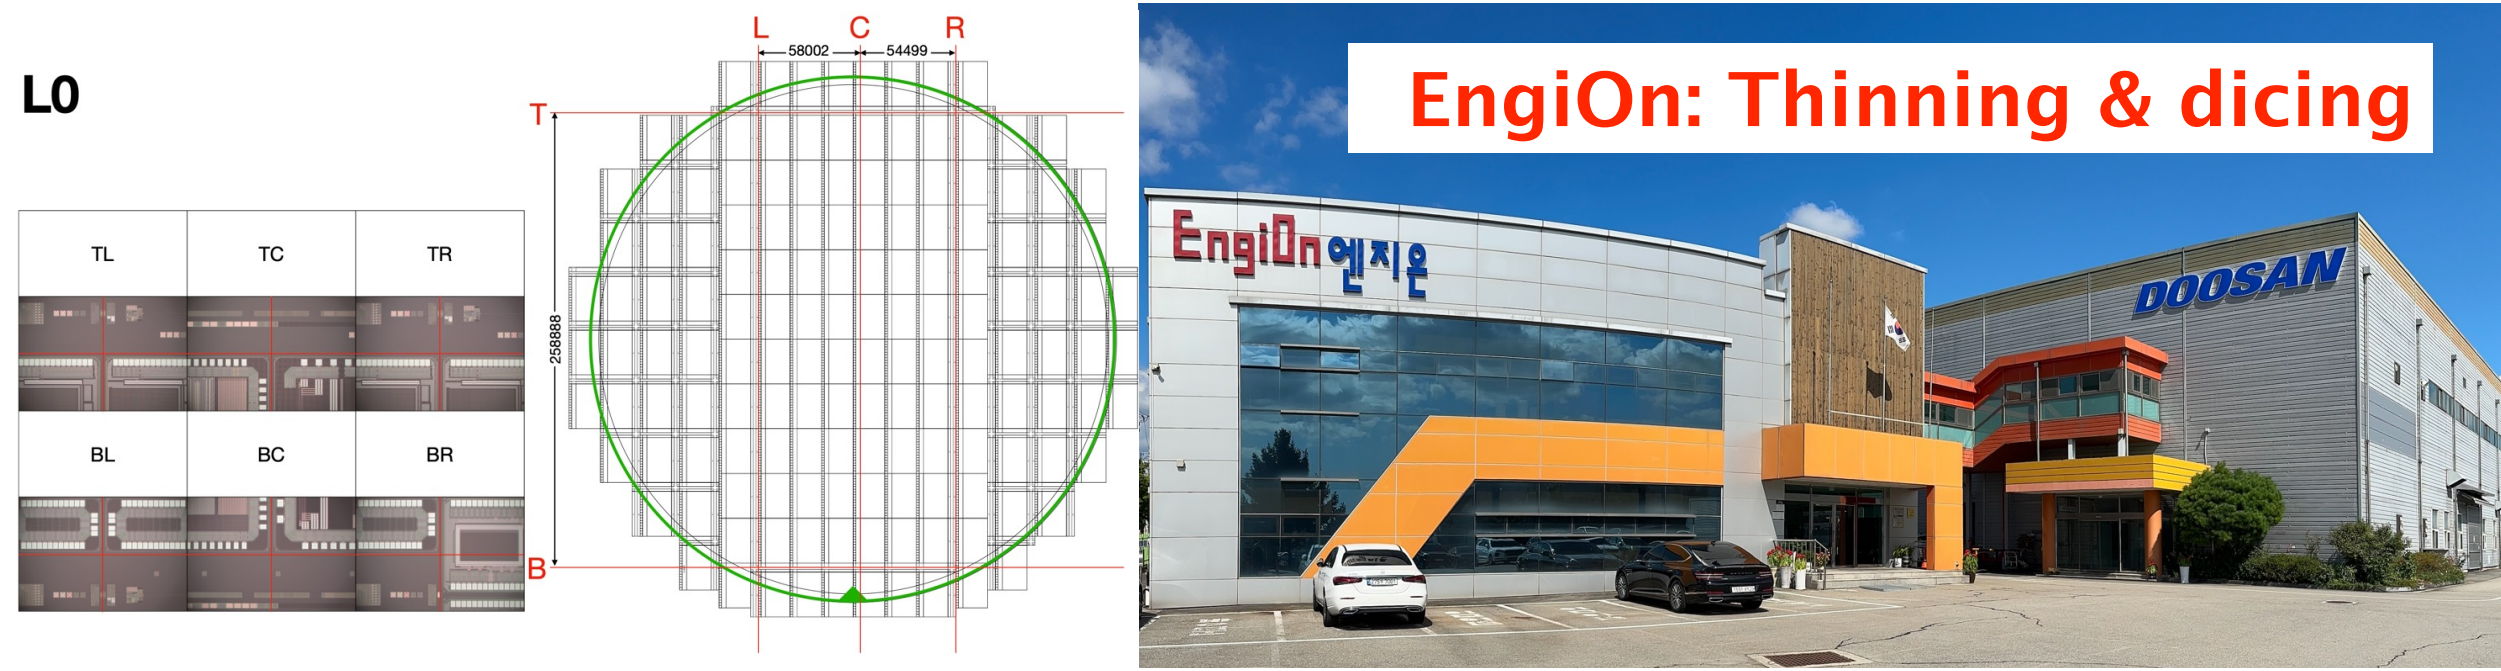 L0
TL TC TR
BL BC BR
L C R
58002 54499
T
258888
B
EngiOn: Thinning & dicing
EngiOn 엔지온
DOOSAN